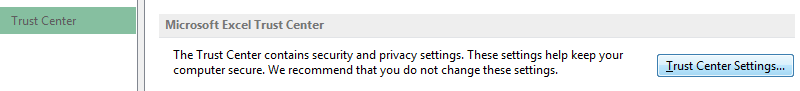 Trust Center
Microsoft Excel Trust Center
The Trust Center contains security and privacy settings. These settings help keep your
computer secure. We recommend that you do not change these settings.
Trust Center Settings...